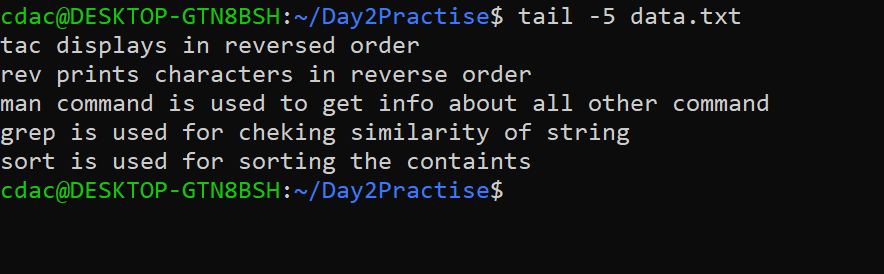 cdac@DESKTOP-GTN8BSH:~/Day2Practise$ tail -5 data.txt
tac displays in reversed order
rev prints characters in reverse order
man command is used to get info about all other command
grep is used for cheking similarity of string
sort is used for sorting the containts
cdac@DESKTOP-GTN8BSH:~/Day2Practise$